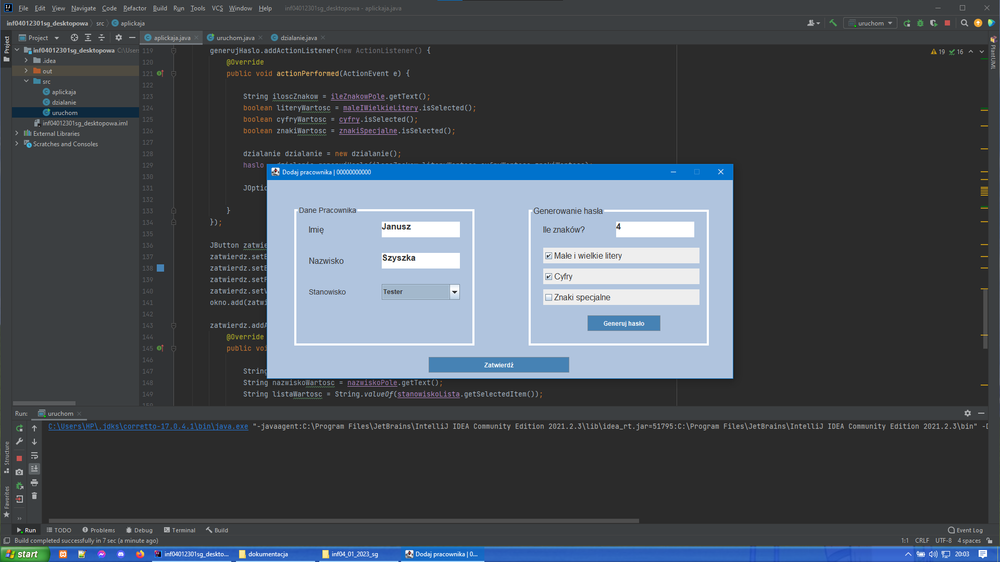 File Edit View Navigate Code Refactor Build Run Tools VCS Window Help inf04012301sg_desktopowa - aplickaja.java
inf04012301sg_desktopowa src aplickaja
uruchom
Project
aplickaja.java uruchom.java dzialanie.java
Project
inf04012301sg_desktopowa C:\Users
.idea
out
src
aplickaja
dzialanie
uruchom
inf04012301sg_desktopowa.iml
External Libraries
Scratches and Consoles
19 16
PlantUML
119 generujHaslo.addActionListener(new ActionListener() {
120 @Override
121 public void actionPerformed(ActionEvent e) {
122
123 String iloscZnakow = ileZnakowPole.getText();
124 boolean literyWartosc = maleIWielkieLitery.isSelected();
125 boolean cyfryWartosc = cyfry.isSelected();
126 boolean znakiWartosc = znakiSpecjalne.isSelected();
127
128 dzialanie dzialanie = new dzialanie();
129 haslo
130
131 JOptic
132
133 }
134 });
135
136 JButton zatwie
137 zatwierdz.setB
138 zatwierdz.setB
139 zatwierdz.setF
140 zatwierdz.setV
141 okno.add(zatwi
142
143 zatwierdz.addA
144 @Override
145 public voi
146
147 String
148 String nazwiskoWartosc = nazwiskoPole.getText();
149 String listaWartosc = String.valueOf(stanowiskoLista.getSelectedItem());
150
Dodaj pracownika | 00000000000
Dane Pracownika
Imię Janusz
Nazwisko Szyszka
Stanowisko Tester
Generowanie hasła
Ile znaków? 4
Małe i wielkie litery
Cyfry
Znaki specjalne
Generuj hasło
Zatwierdź
Run: uruchom
C:\Users\HP\.jdks\corretto-17.0.4.1\bin\java.exe "-javaagent:C:\Program Files\JetBrains\IntelliJ IDEA Community Edition 2021.2.3\lib\idea_rt.jar=51795:C:\Program Files\JetBrains\IntelliJ IDEA Community Edition 2021.2.3\bin" -D
Structure
Favorites
Run TODO Problems Debug Terminal Build Event Log
Build completed successfully in 7 sec (a minute ago) 1:1 CRLF UTF-8 4 spaces
start inf04012301sg_deskto... dokumentacja inf04_01_2023_sg Dodaj pracownika | 0... 20:03